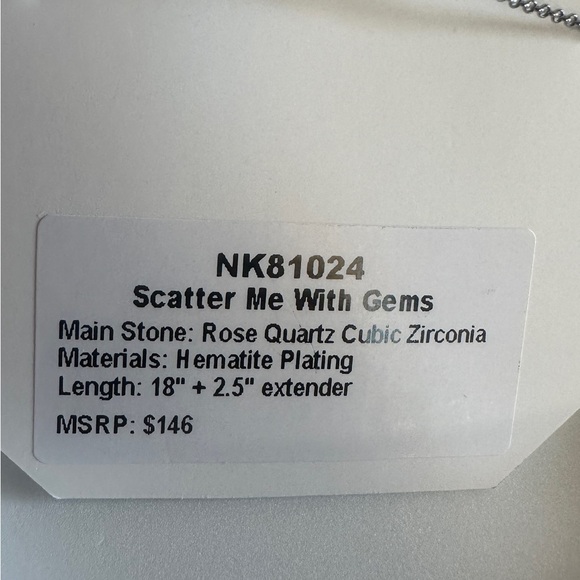 NK81024
Scatter Me With Gems
Main Stone: Rose Quartz Cubic Zirconia
Materials: Hematite Plating
Length: 18" + 2.5" extender
MSRP: $146